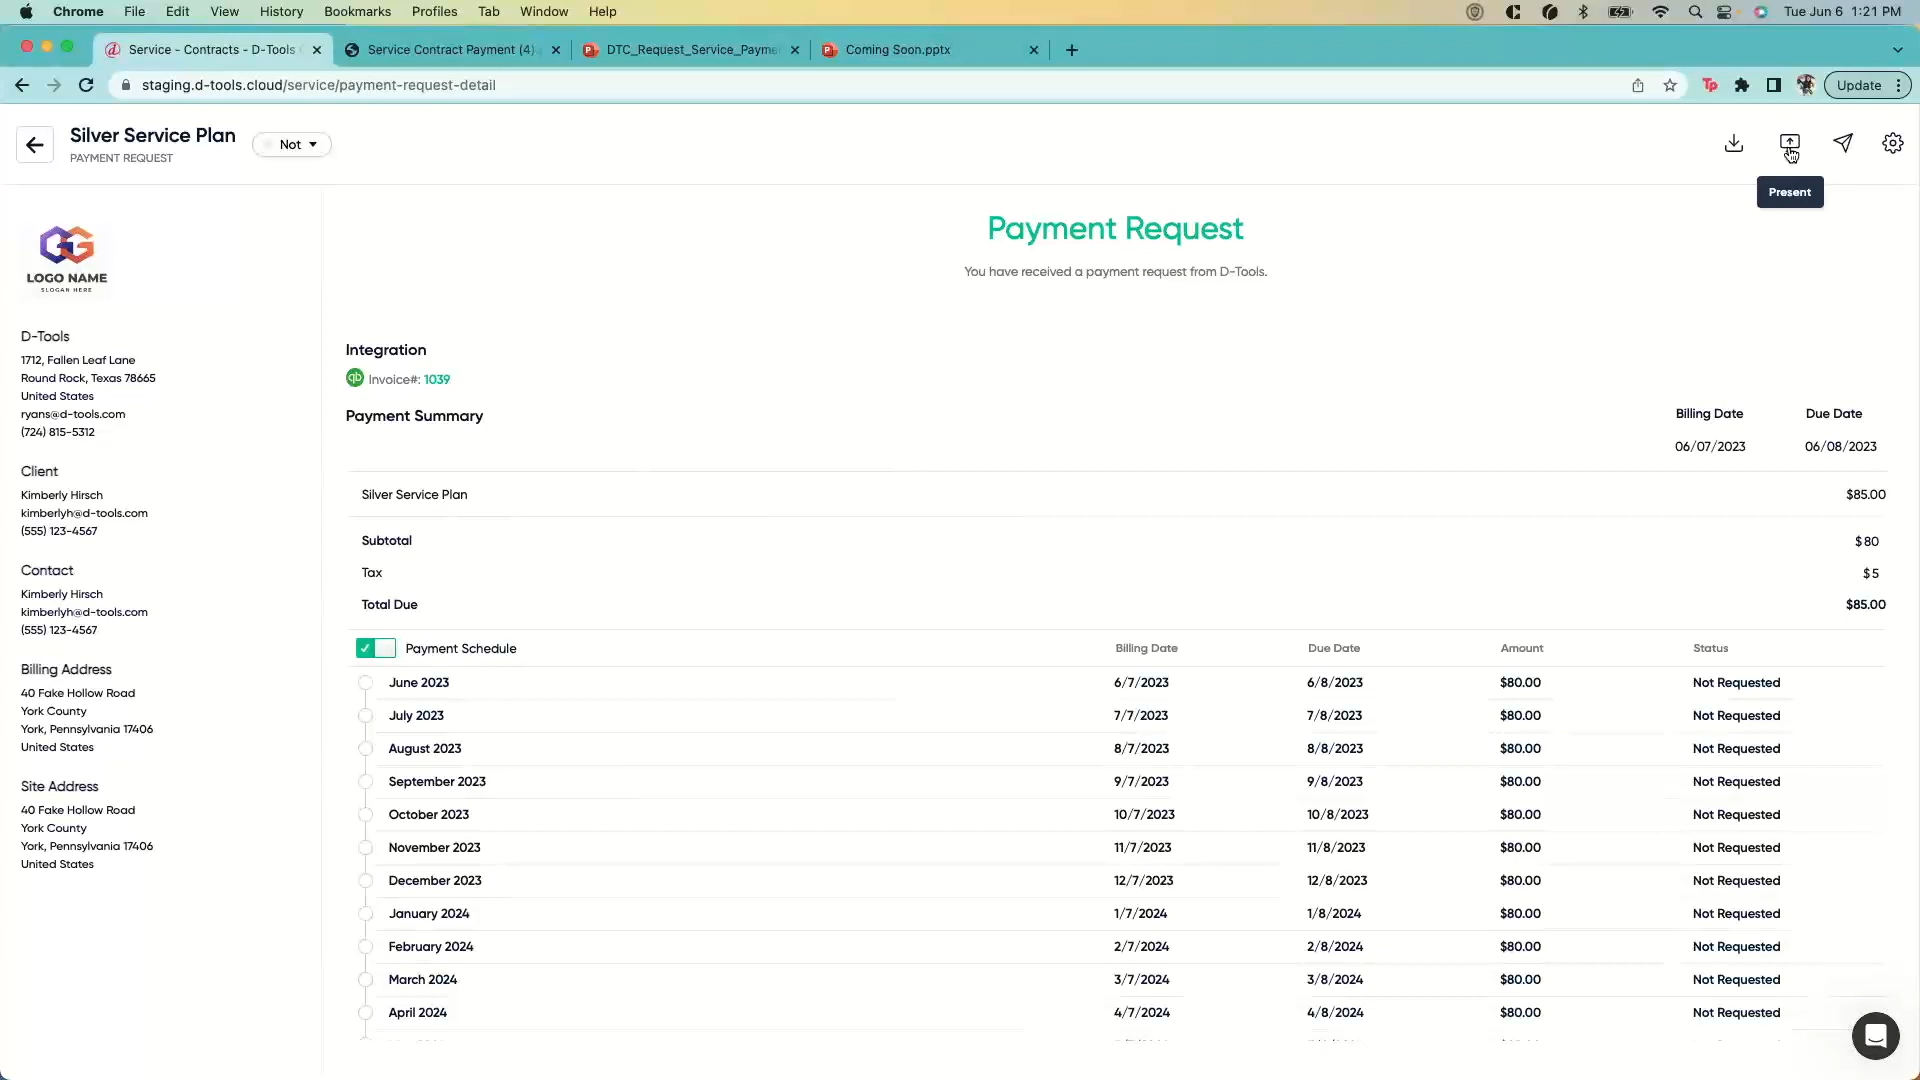 Chrome File Edit View History Bookmarks Profiles Tab Window Help Tue Jun 6 1:21 PM
Service - Contracts - D-Tools
Service Contract Payment (4)
DTC_Request_Service_Payme
Coming Soon.pptx
staging.d-tools.cloud/service/payment-request-detail
Tp
Update
Silver Service Plan
PAYMENT REQUEST
Not
Present
GG
LOGO NAME
SLOGAN HERE
D-Tools
1712, Fallen Leaf Lane
Round Rock, Texas 78665
United States
ryans@d-tools.com
(724) 815-5312
Client
Kimberly Hirsch
kimberlyh@d-tools.com
(555) 123-4567
Contact
Kimberly Hirsch
kimberlyh@d-tools.com
(555) 123-4567
Billing Address
40 Fake Hollow Road
York County
York, Pennsylvania 17406
United States
Site Address
40 Fake Hollow Road
York County
York, Pennsylvania 17406
United States
Payment Request
You have received a payment request from D-Tools.
Integration
qb Invoice#: 1039
Payment Summary
Billing Date Due Date
06/07/2023 06/08/2023
Silver Service Plan $85.00
Subtotal $80
Tax $5
Total Due $85.00
Payment Schedule Billing Date Due Date Amount Status
June 2023 6/7/2023 6/8/2023 $80.00 Not Requested
July 2023 7/7/2023 7/8/2023 $80.00 Not Requested
August 2023 8/7/2023 8/8/2023 $80.00 Not Requested
September 2023 9/7/2023 9/8/2023 $80.00 Not Requested
October 2023 10/7/2023 10/8/2023 $80.00 Not Requested
November 2023 11/7/2023 11/8/2023 $80.00 Not Requested
December 2023 12/7/2023 12/8/2023 $80.00 Not Requested
January 2024 1/7/2024 1/8/2024 $80.00 Not Requested
February 2024 2/7/2024 2/8/2024 $80.00 Not Requested
March 2024 3/7/2024 3/8/2024 $80.00 Not Requested
April 2024 4/7/2024 4/8/2024 $80.00 Not Requested